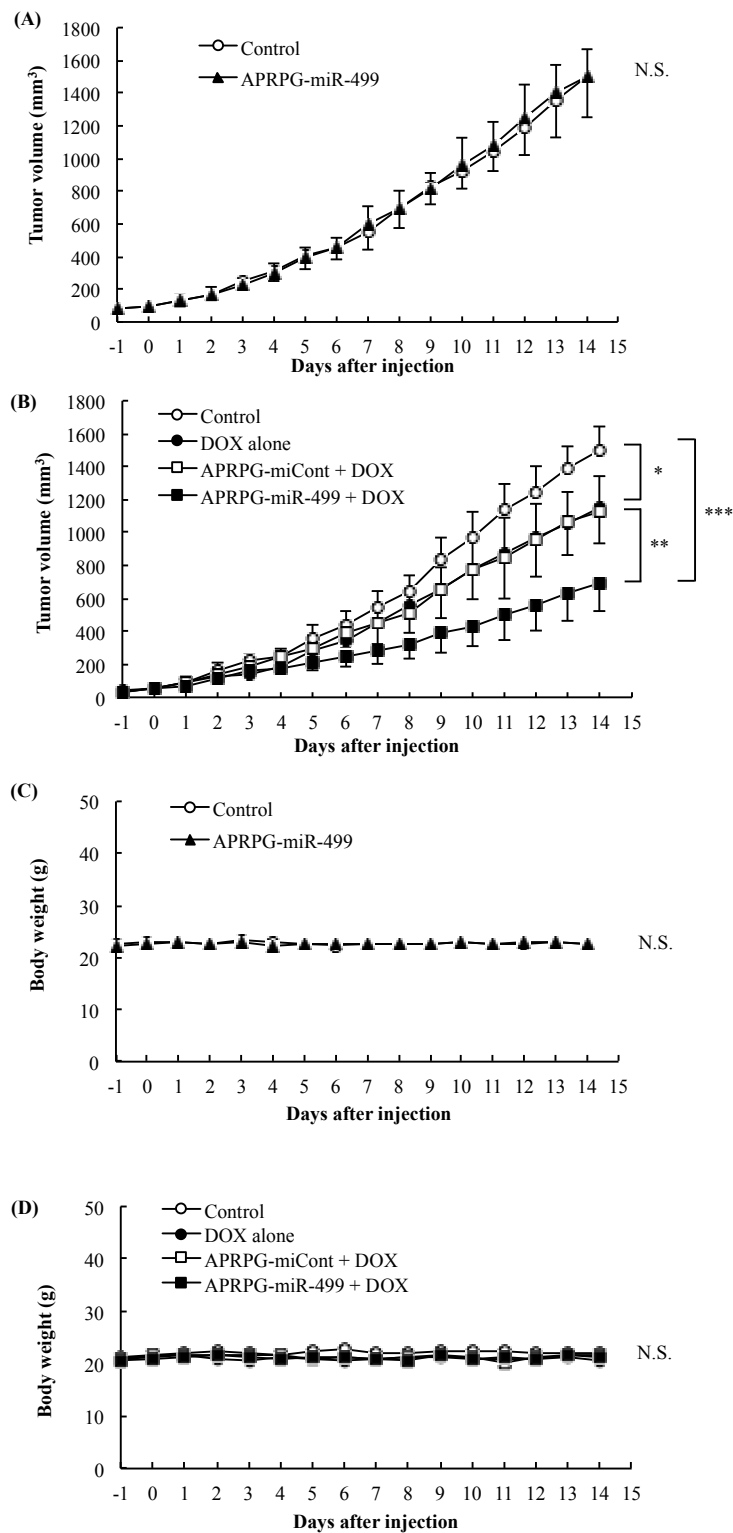 (A)
Tumor volume (mm³)
1800
1600
1400
1200
1000
800
600
400
200
0
Control
APRPG-miR-499
N.S.
-1 0 1 2 3 4 5 6 7 8 9 10 11 12 13 14 15
Days after injection
(B)
Tumor volume (mm³)
1800
1600
1400
1200
1000
800
600
400
200
0
Control
DOX alone
APRPG-miCont + DOX
APRPG-miR-499 + DOX
*
**
***
-1 0 1 2 3 4 5 6 7 8 9 10 11 12 13 14 15
Days after injection
(C)
Body weight (g)
50
40
30
20
10
0
Control
APRPG-miR-499
N.S.
-1 0 1 2 3 4 5 6 7 8 9 10 11 12 13 14 15
Days after injection
(D)
Body weight (g)
50
40
30
20
10
0
Control
DOX alone
APRPG-miCont + DOX
APRPG-miR-499 + DOX
N.S.
-1 0 1 2 3 4 5 6 7 8 9 10 11 12 13 14 15
Days after injection